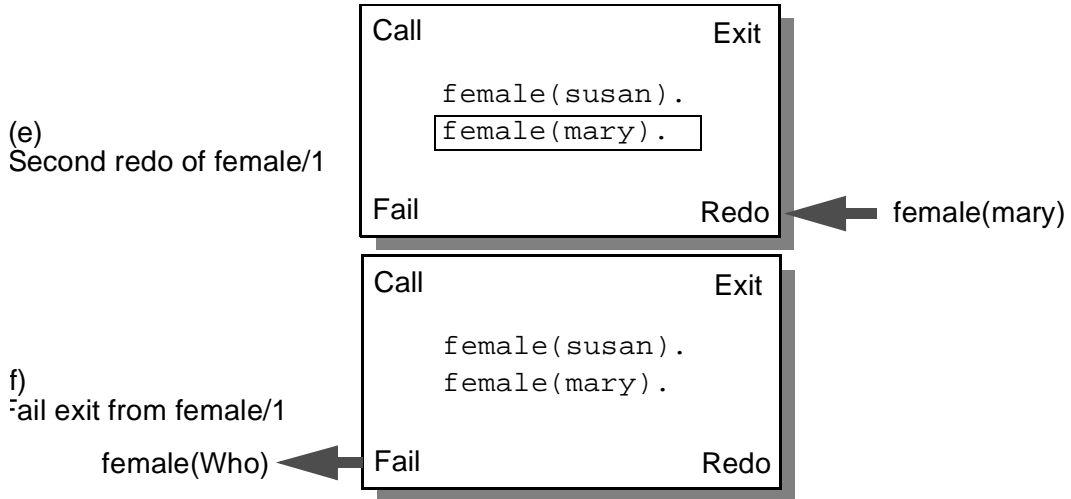 Call Exit
female(susan).
(e)
female(mary).
Second redo of female/1
Fail Redo female(mary)
Call Exit
female(susan).
f)
female(mary).
Fail exit from female/1
female(Who) Fail Redo